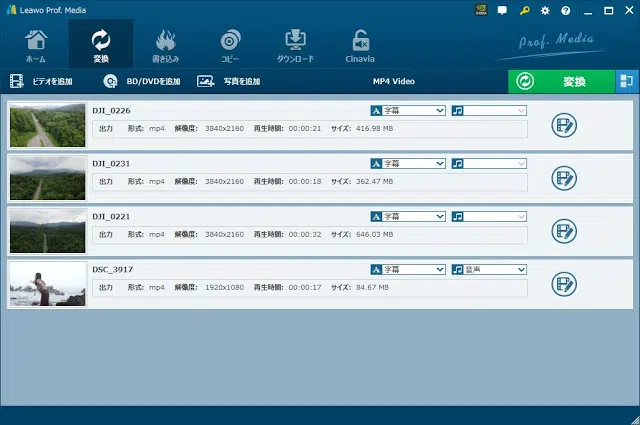 Leawo Prof. Media
ホーム 変換 書き込み コピー ダウンロード Cinavia
Prof. Media
ビデオを追加 BD/DVDを追加 写真を追加 MP4 Video 変換
DJI_0226 A 字幕
出力 形式: mp4 解像度: 3840x2160 再生時間: 00:00:21 サイズ: 416.98 MB
DJI_0231 A 字幕
出力 形式: mp4 解像度: 3840x2160 再生時間: 00:00:18 サイズ: 362.47 MB
DJI_0221 A 字幕
出力 形式: mp4 解像度: 3840x2160 再生時間: 00:00:32 サイズ: 646.03 MB
DSC_3917 A 字幕 音声
出力 形式: mp4 解像度: 1920x1080 再生時間: 00:00:17 サイズ: 84.67 MB